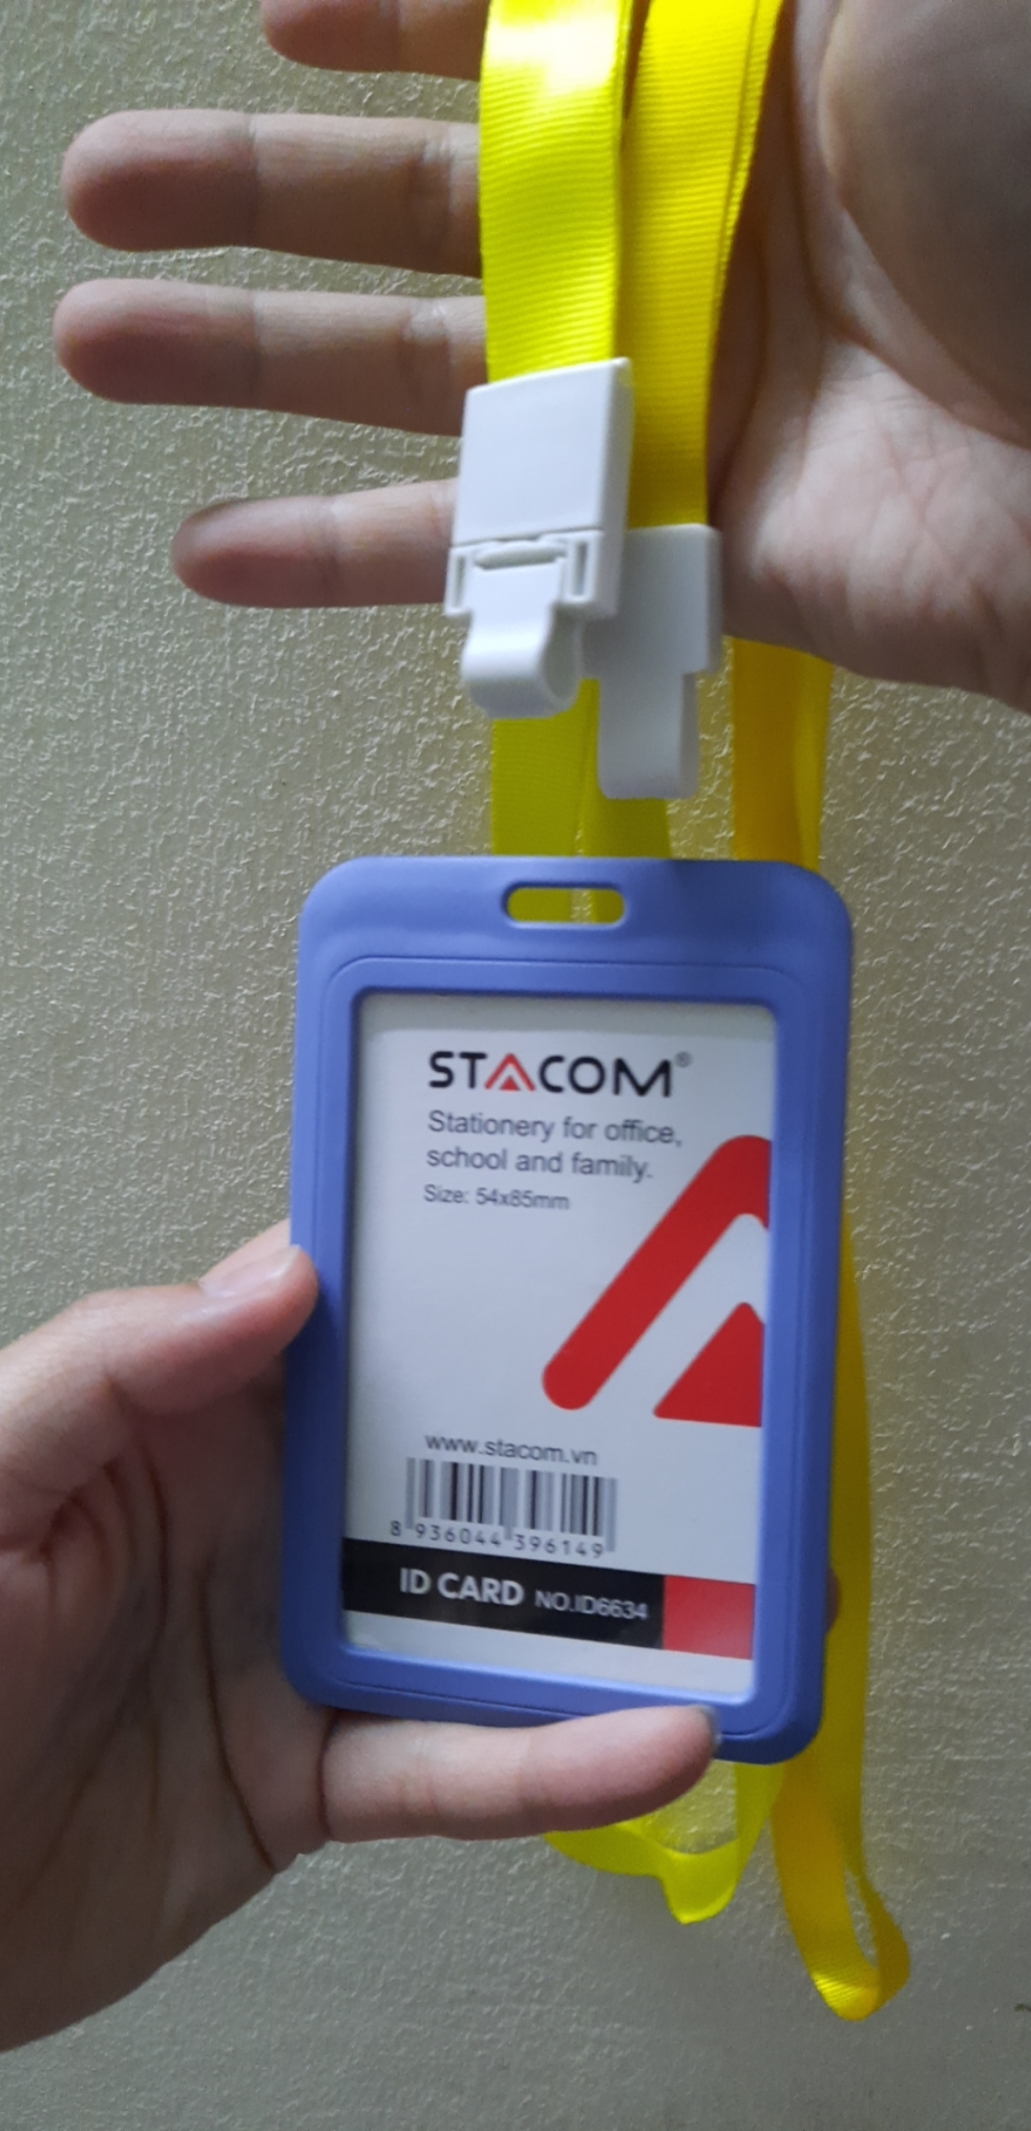 STACOM®
Stationery for office,
school and family.
Size: 54x85mm
www.stacom.vn
8 936044 396149
ID CARD NO.ID6634